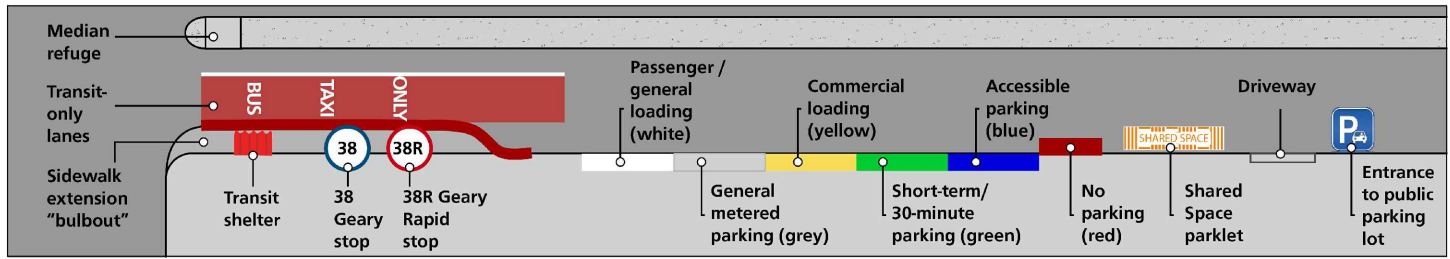 Median
refuge
Transit-
only
lanes
Sidewalk
extension
“bulbout”
BUS
TAXI
ONLY
Transit
shelter
38
38
Geary
stop
38R
38R Geary
Rapid
stop
Passenger /
general
loading
(white)
General
metered
parking (grey)
Commercial
loading
(yellow)
Short-term/
30-minute
parking (green)
Accessible
parking
(blue)
No
parking
(red)
SHARED SPACE
Shared
Space
parklet
Driveway
P
Entrance
to public
parking
lot